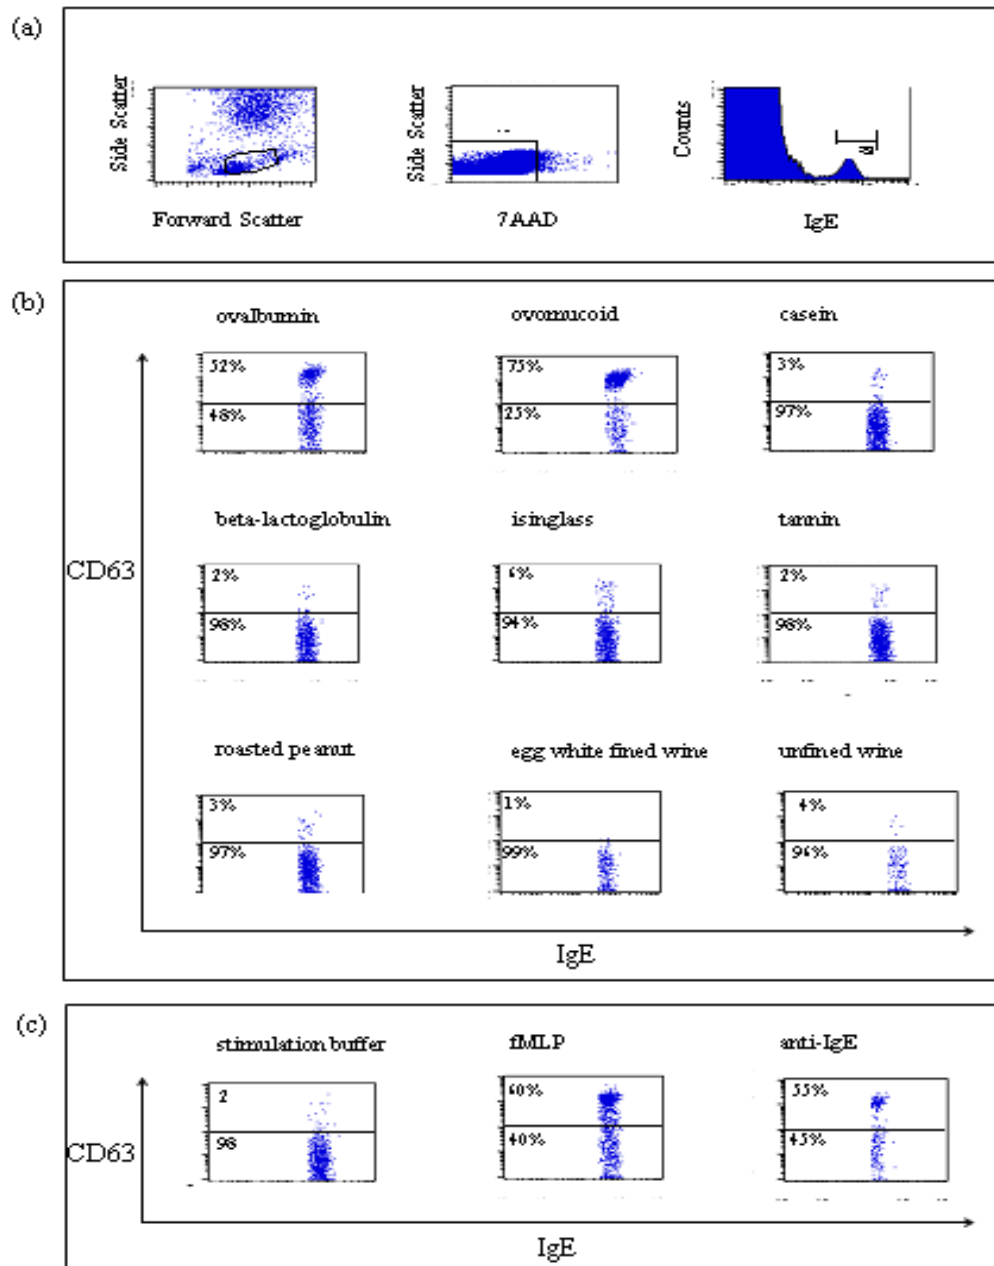 (a)
Side Scatter
Forward Scatter
Side Scatter
7AAD
Counts
IgE
(b)
ovalbumin ovomucoid casein
52% 75% 3%
48% 25% 97%
beta-lactoglobulin isinglass tannin
CD63
2% 6% 2%
98% 94% 98%
roasted peanut egg white fined wine unfined wine
3% 1% 4%
97% 99% 96%
IgE
(c)
stimulation buffer fMLP anti-IgE
2 60% 55%
98 40% 45%
CD63
IgE